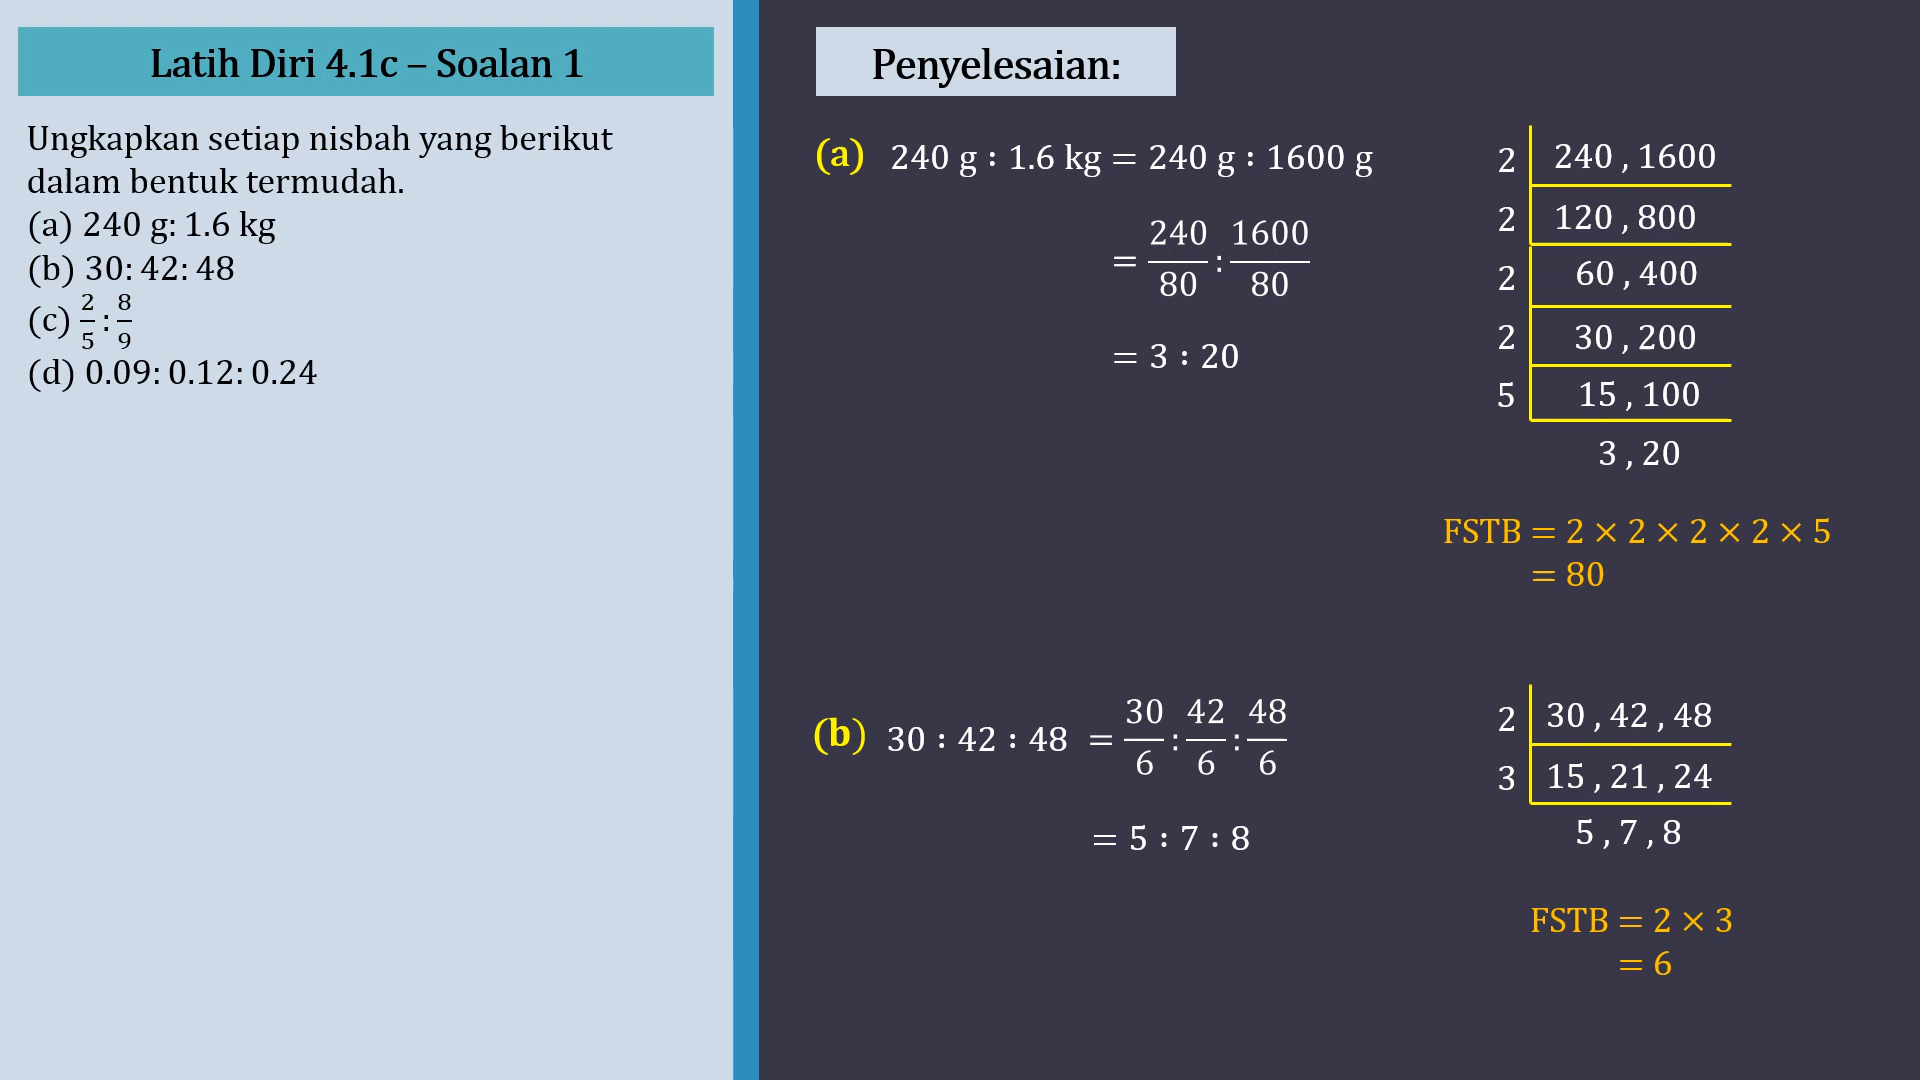 Latih Diri 4.1c – Soalan 1
Ungkapkan setiap nisbah yang berikut
dalam bentuk termudah.
(a) 240 g: 1.6 kg
(b) 30: 42: 48
(c) 2/5 : 8/9
(d) 0.09: 0.12: 0.24
Penyelesaian:
(a) 240 g : 1.6 kg = 240 g : 1600 g
= 240/80 : 1600/80
= 3 : 20
2 240 , 1600
2 120 , 800
2 60 , 400
2 30 , 200
5 15 , 100
3 , 20
FSTB = 2 × 2 × 2 × 2 × 5
= 80
(b) 30 : 42 : 48 = 30/6 : 42/6 : 48/6
= 5 : 7 : 8
2 30 , 42 , 48
3 15 , 21 , 24
5 , 7 , 8
FSTB = 2 × 3
= 6